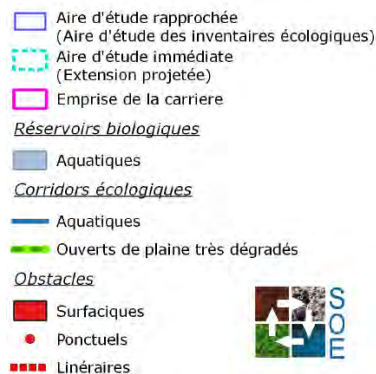 Aire d'étude rapprochée
(Aire d'étude des inventaires écologiques)
Aire d'étude immédiate
(Extension projetée)
Emprise de la carriere
Réservoirs biologiques
Aquatiques
Corridors écologiques
Aquatiques
Ouverts de plaine très dégradés
Obstacles
Surfaciques
Ponctuels
Linéraires
SOE